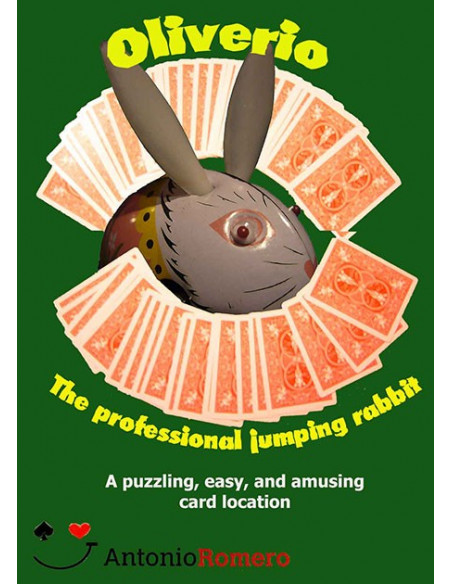 Oliverio
The professional jumping rabbit
A puzzling, easy, and amusing
card location
AntonioRomero